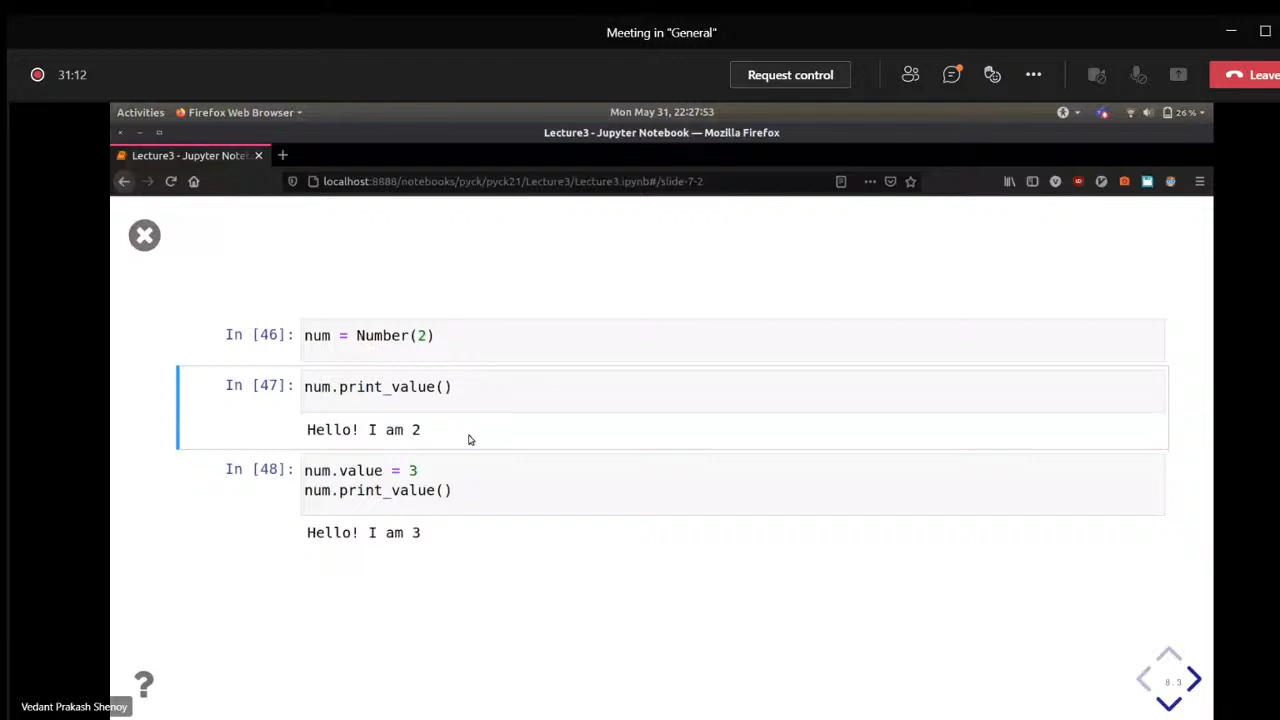 Meeting in "General"
31:12
Request control
Leave
Activities Firefox Web Browser Mon May 31, 22:27:53 26%
Lecture3 - Jupyter Notebook — Mozilla Firefox
Lecture3 - Jupyter Note
localhost:8888/notebooks/pyck/pyck21/Lecture3/Lecture3.ipynb#/slide-7-2
In [46]: num = Number(2)
In [47]: num.print_value()
Hello! I am 2
In [48]: num.value = 3
num.print_value()
Hello! I am 3
8.3
?
Vedant Prakash Shenoy